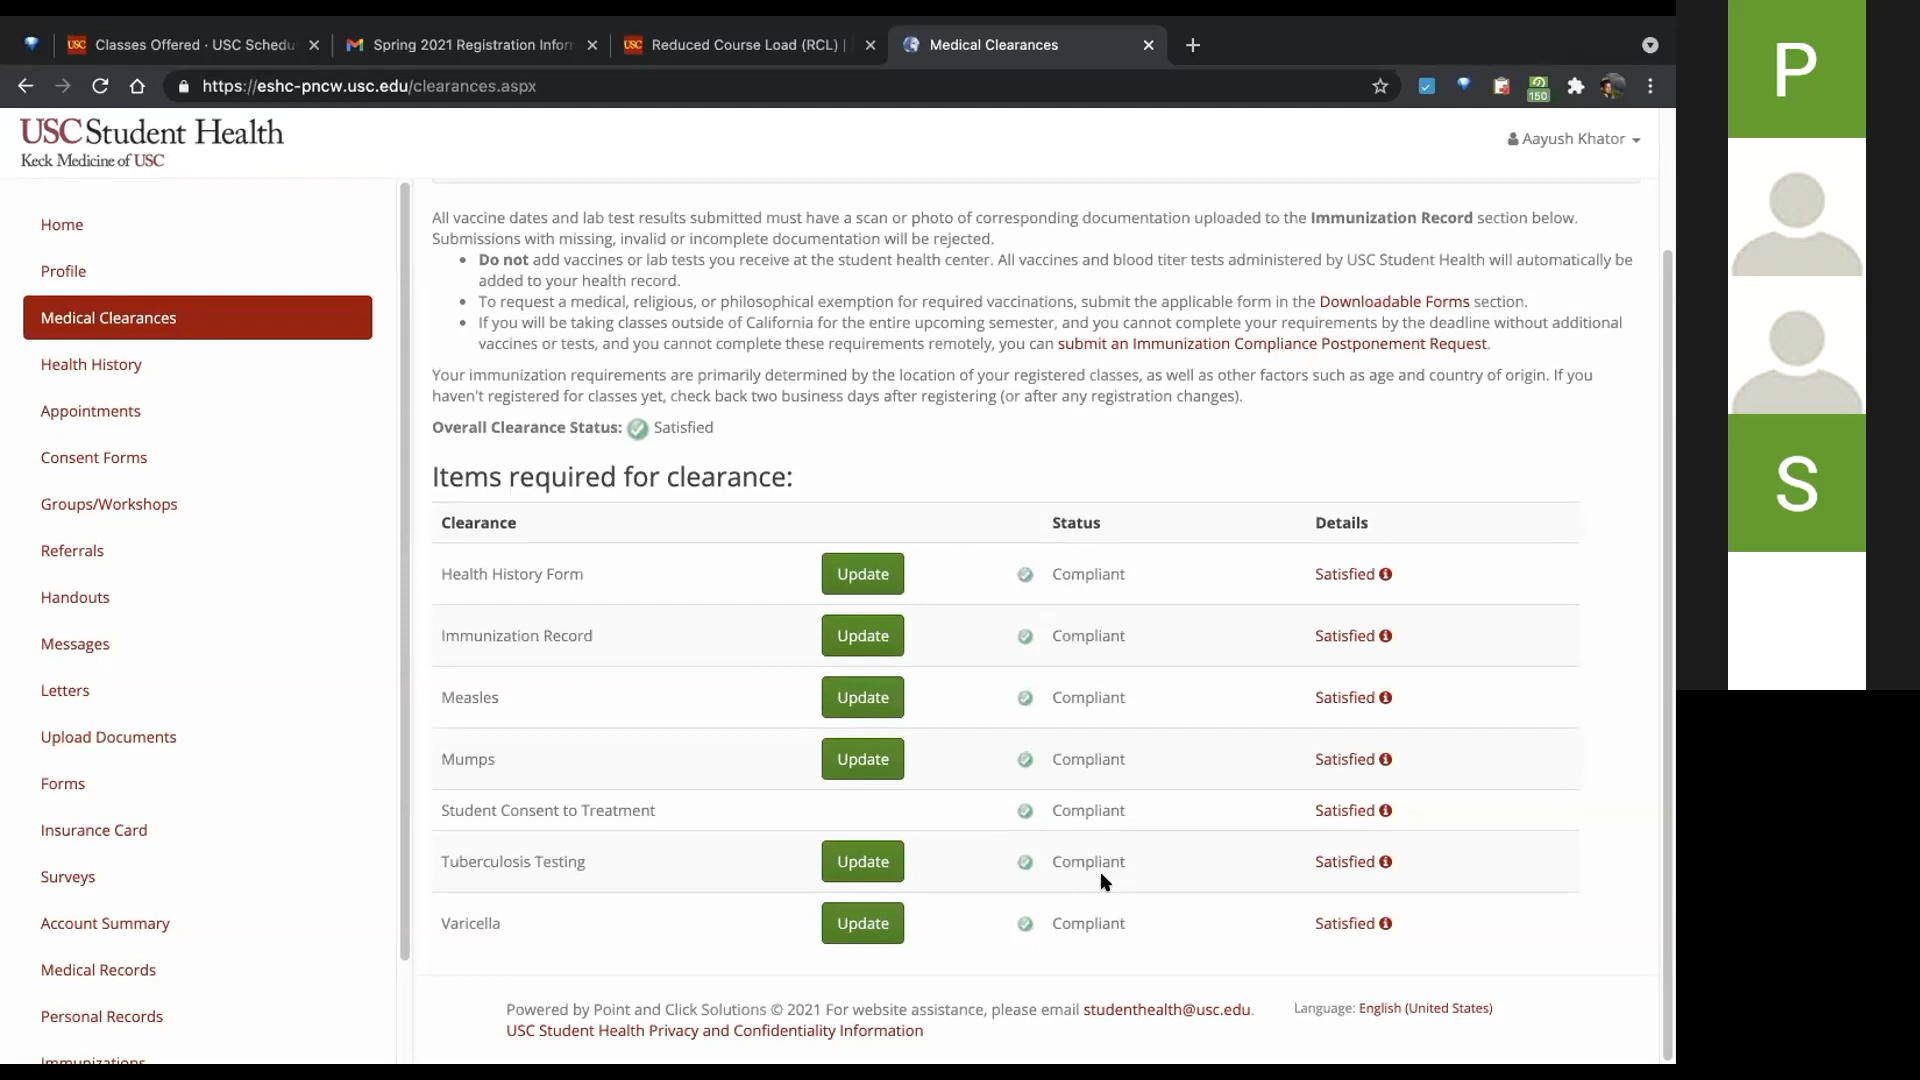 USC Classes Offered · USC Schedu
Spring 2021 Registration Infor
USC Reduced Course Load (RCL) |
Medical Clearances
https://eshc-pncw.usc.edu/clearances.aspx
150
USC Student Health
Keck Medicine of USC
Aayush Khator
Home
Profile
Medical Clearances
Health History
Appointments
Consent Forms
Groups/Workshops
Referrals
Handouts
Messages
Letters
Upload Documents
Forms
Insurance Card
Surveys
Account Summary
Medical Records
Personal Records
Immunizations
All vaccine dates and lab test results submitted must have a scan or photo of corresponding documentation uploaded to the Immunization Record section below.
Submissions with missing, invalid or incomplete documentation will be rejected.
• Do not add vaccines or lab tests you receive at the student health center. All vaccines and blood titer tests administered by USC Student Health will automatically be
added to your health record.
• To request a medical, religious, or philosophical exemption for required vaccinations, submit the applicable form in the Downloadable Forms section.
• If you will be taking classes outside of California for the entire upcoming semester, and you cannot complete your requirements by the deadline without additional
vaccines or tests, and you cannot complete these requirements remotely, you can submit an Immunization Compliance Postponement Request.
Your immunization requirements are primarily determined by the location of your registered classes, as well as other factors such as age and country of origin. If you
haven't registered for classes yet, check back two business days after registering (or after any registration changes).
Overall Clearance Status: Satisfied
Items required for clearance:
Clearance Status Details
Health History Form Update Compliant Satisfied
Immunization Record Update Compliant Satisfied
Measles Update Compliant Satisfied
Mumps Update Compliant Satisfied
Student Consent to Treatment Compliant Satisfied
Tuberculosis Testing Update Compliant Satisfied
Varicella Update Compliant Satisfied
Powered by Point and Click Solutions © 2021 For website assistance, please email studenthealth@usc.edu.
USC Student Health Privacy and Confidentiality Information
Language: English (United States)
P
S